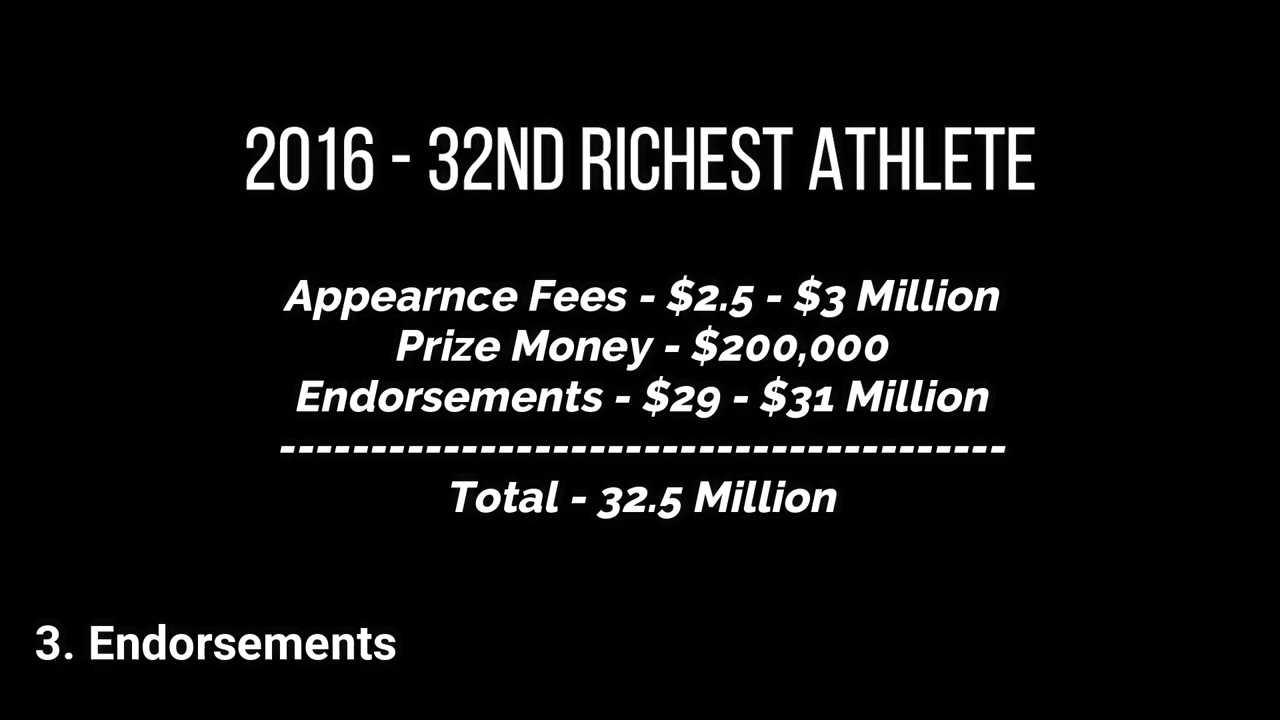 2016 - 32ND RICHEST ATHLETE
Appearnce Fees - $2.5 - $3 Million
Prize Money - $200,000
Endorsements - $29 - $31 Million
----------------------------------------
Total - 32.5 Million
3. Endorsements